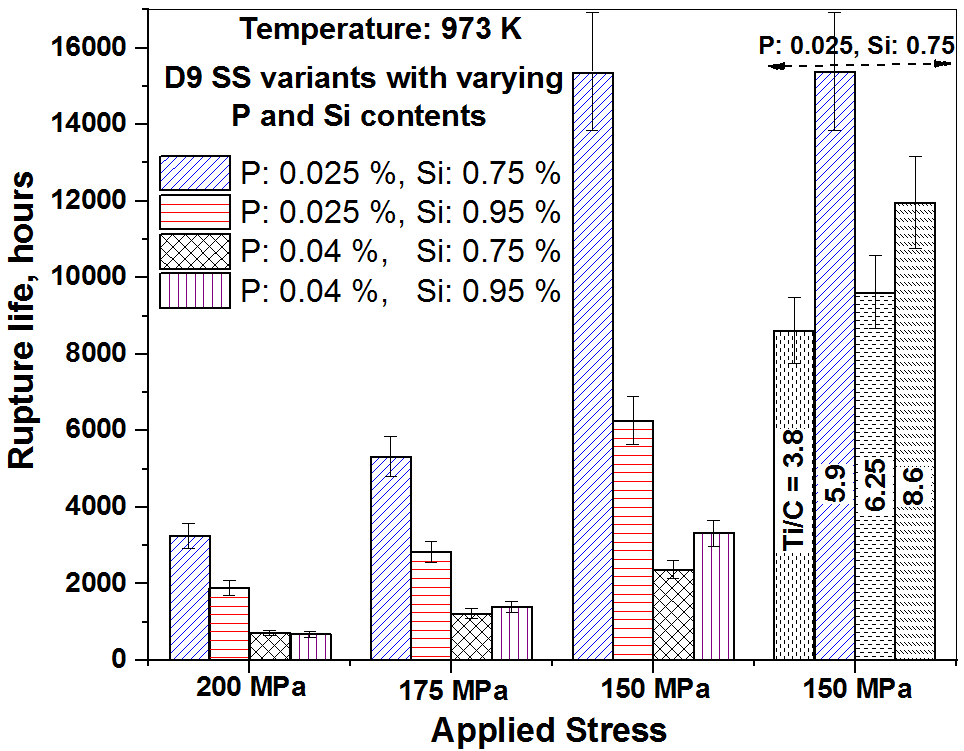 Temperature: 973 K
D9 SS variants with varying
P and Si contents
P: 0.025 %, Si: 0.75 %
P: 0.025 %, Si: 0.95 %
P: 0.04 %, Si: 0.75 %
P: 0.04 %, Si: 0.95 %
P: 0.025, Si: 0.75
Rupture life, hours
16000
14000
12000
10000
8000
6000
4000
2000
0
Ti/C = 3.8
5.9
6.25
8.6
200 MPa
175 MPa
150 MPa
150 MPa
Applied Stress